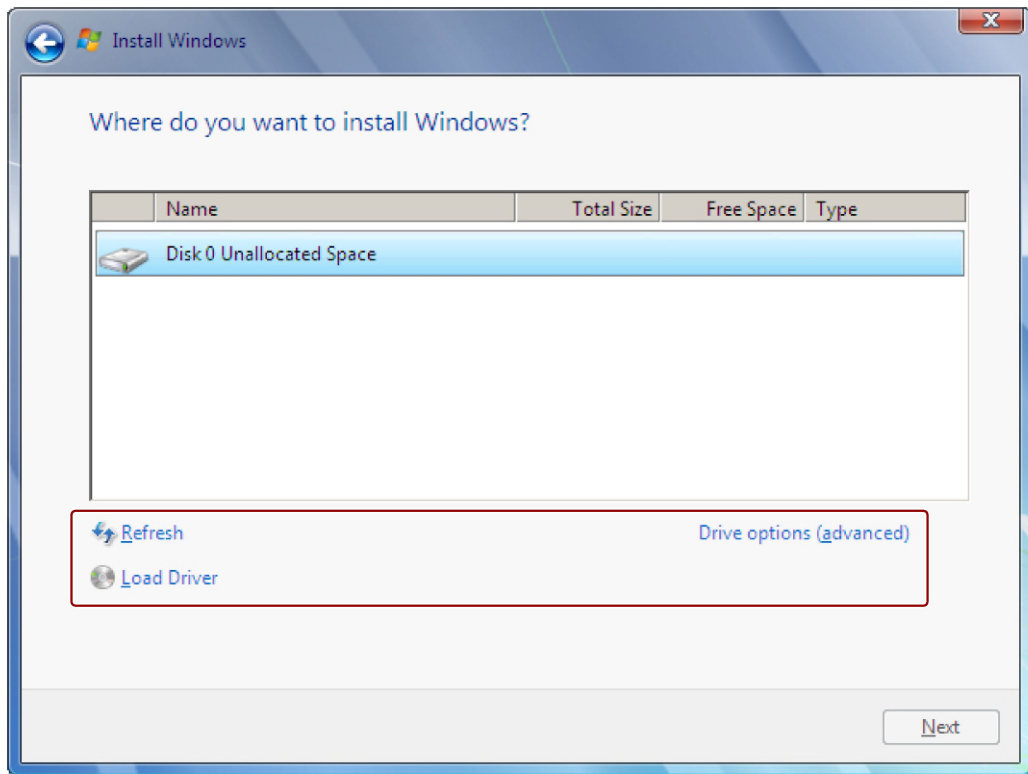 Install Windows
Where do you want to install Windows?
Name Total Size Free Space Type
Disk 0 Unallocated Space
Refresh Drive options (advanced)
Load Driver
Next